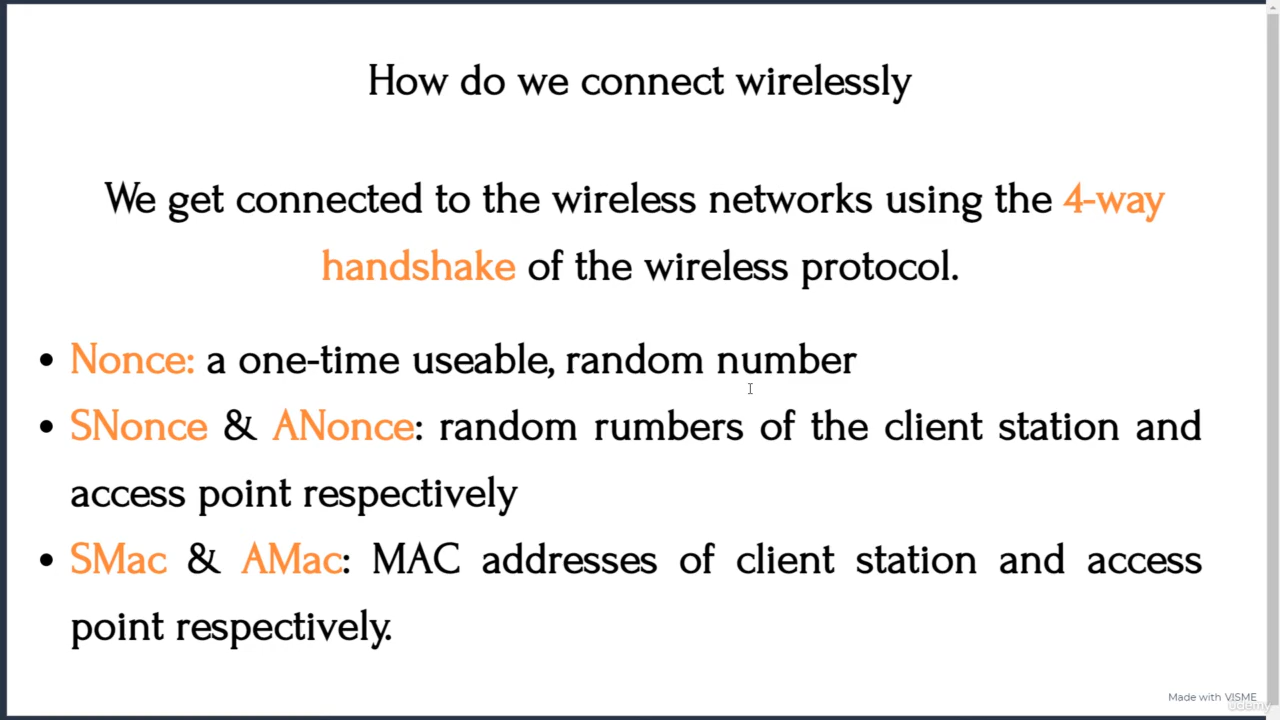 How do we connect wirelessly
We get connected to the wireless networks using the 4-way
handshake of the wireless protocol.
• Nonce: a one-time useable, random number
• SNonce & ANonce: random rumbers of the client station and
access point respectively
• SMac & AMac: MAC addresses of client station and access
point respectively.
Made with VISME
udemy